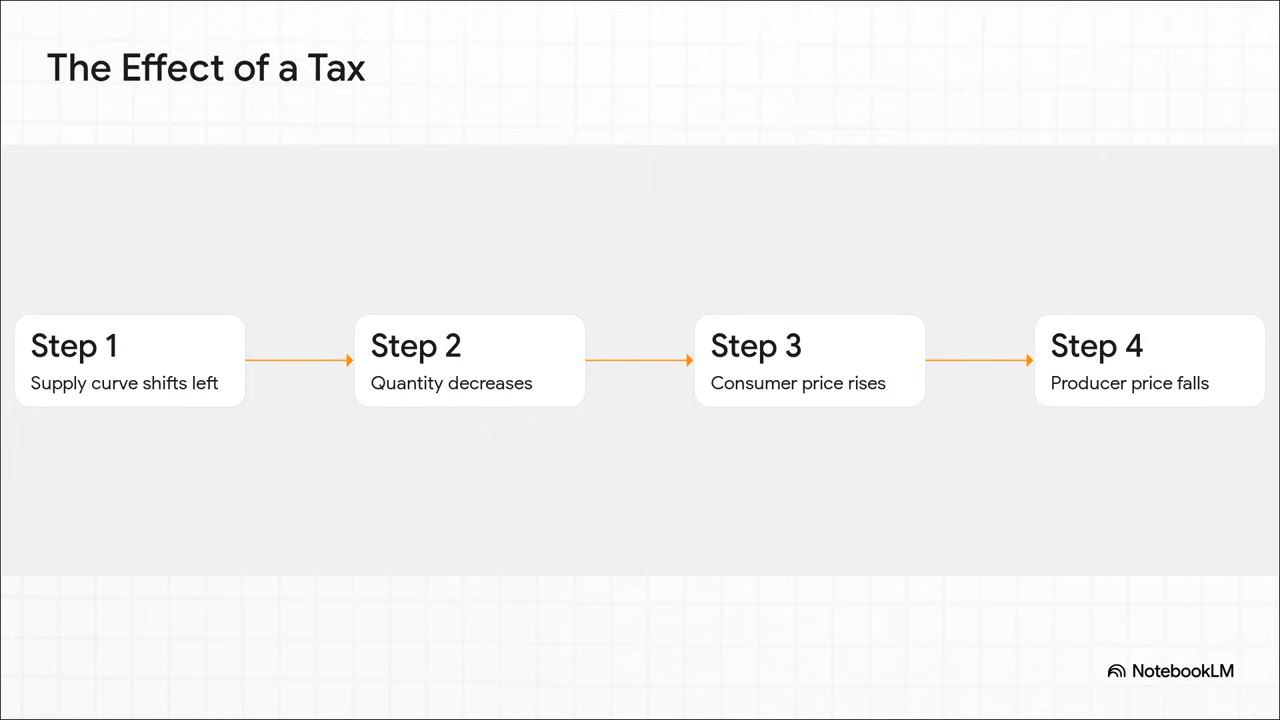 The Effect of a Tax
Step 1
Supply curve shifts left
Step 2
Quantity decreases
Step 3
Consumer price rises
Step 4
Producer price falls
NotebookLM